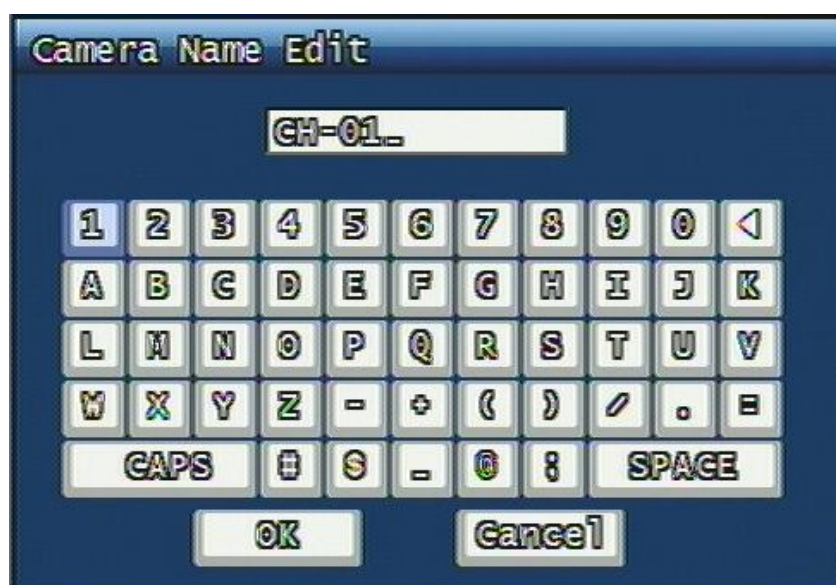 Camera Name Edit
CH-01_
1 2 3 4 5 6 7 8 9 0 ◁
A B C D E F G H I J K
L M N O P Q R S T U V
W X Y Z - + ( ) / . =
CAPS # $ _ @ : SPACE
OK Cancel